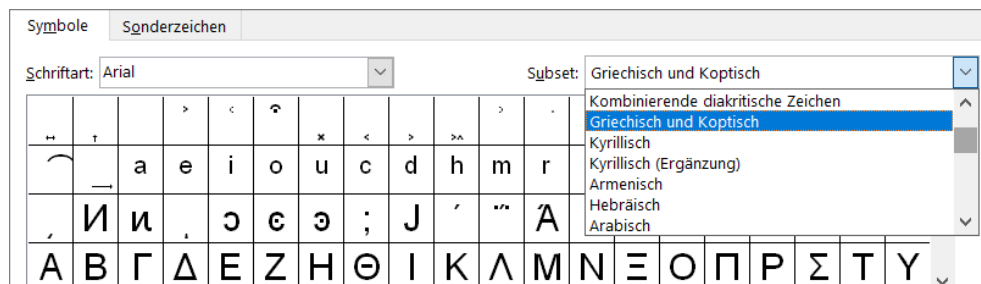 Symbole Sonderzeichen
Schriftart: Arial Subset: Griechisch und Koptisch
Kombinierende diakritische Zeichen
Griechisch und Koptisch
Kyrillisch
Kyrillisch (Ergänzung)
Armenisch
Hebräisch
Arabisch
a e i o u c d h m r
Ͷ ͷ ͺ ͻ ͼ ͽ ; Ϳ ΄ ΅ Ά
Α Β Γ Δ Ε Ζ Η Θ Ι Κ Λ Μ Ν Ξ Ο Π Ρ Σ Τ Υ